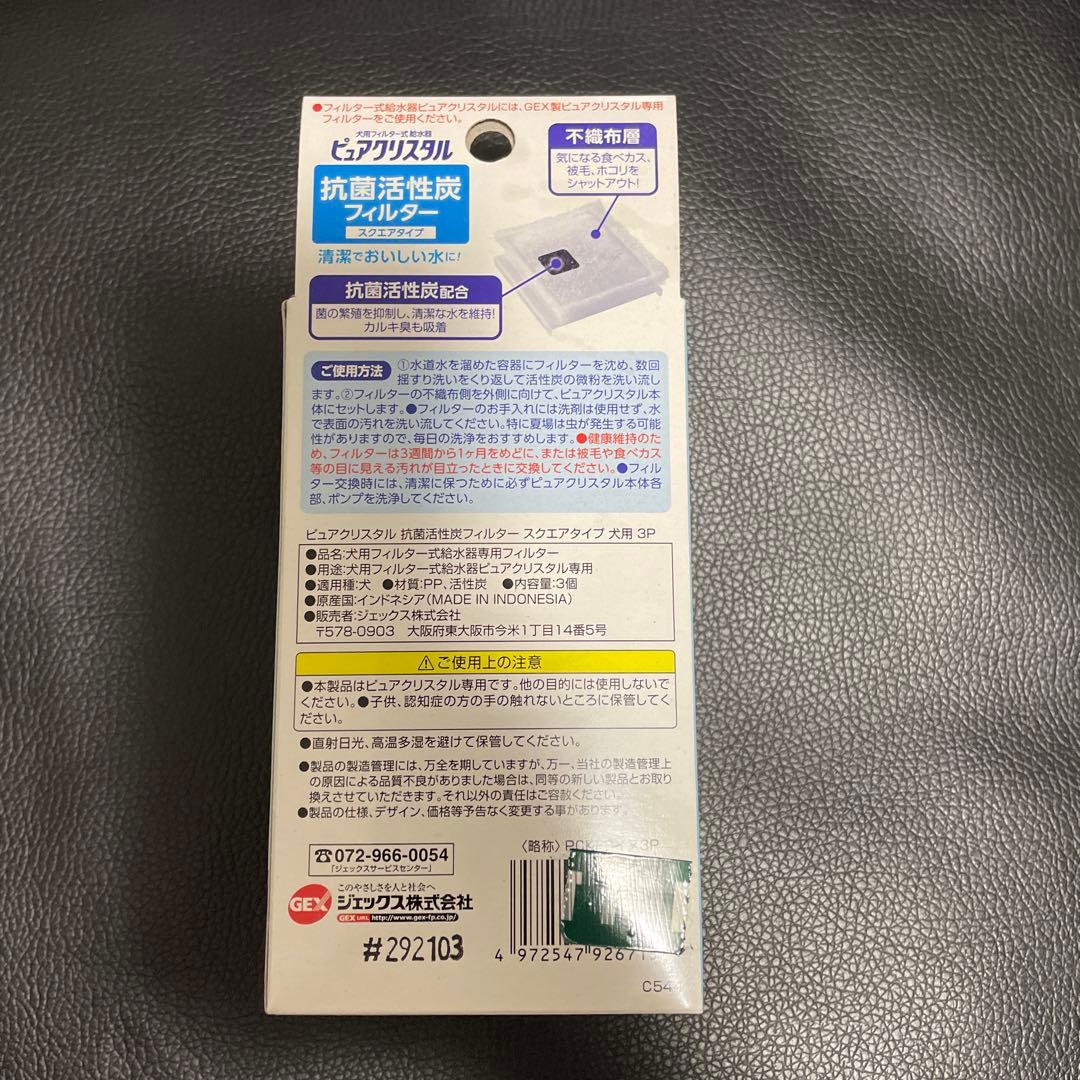 ●フィルター式給水器ピュアクリスタルには、GEX製ピュアクリスタル専用
フィルターをご使用ください。
犬用フィルター式給水器
ピュアクリスタル
抗菌活性炭
フィルター
スクエアタイプ
清潔でおいしい水に!
不織布層
気になる食べカス、
被毛、ホコリを
シャットアウト!
抗菌活性炭配合
菌の繁殖を抑制し、清潔な水を維持!
カルキ臭も吸着
ご使用方法 ①水道水を溜めた容器にフィルターを沈め、数回
揺すり洗いをくり返して活性炭の微粉を洗い流し
ます。②フィルターの不織布側を外側に向けて、ピュアクリスタル本
体にセットします。●フィルターのお手入れには洗剤は使用せず、水
で表面の汚れを洗い流してください。特に夏場は虫が発生する可能
性がありますので、毎日の洗浄をおすすめします。●健康維持のた
め、フィルターは3週間から1ヶ月をめどに、または被毛や食べカス
等の目に見える汚れが目立ったときに交換してください。●フィル
ター交換時には、清潔に保つために必ずピュアクリスタル本体各
部、ポンプを洗浄してください。
ピュアクリスタル 抗菌活性炭フィルター スクエアタイプ 犬用 3P
●品名:犬用フィルター式給水器専用フィルター
●用途:犬用フィルター式給水器ピュアクリスタル専用
●適用種:犬 ●材質:PP、活性炭 ●内容量:3個
●原産国:インドネシア(MADE IN INDONESIA)
●販売者:ジェックス株式会社
〒578-0903 大阪府東大阪市今米1丁目14番5号
⚠ご使用上の注意
●本製品はピュアクリスタル専用です。他の目的には使用しないで
ください。●子供、認知症の方の手の触れないところに保管してく
ださい。
●直射日光、高温多湿を避けて保管してください。
●製品の製造管理には、万全を期していますが、万一、当社の製造管理上
の原因による品質不良がありました場合は、同等の新しい製品とお取り
換えさせていただきます。それ以外の責任はご容赦ください。
●製品の仕様、デザイン、価格等予告なく変更する事があります。
〈略称〉PCK 3P
☎072-966-0054
「ジェックスサービスセンター」
このやさしさを人と社会へ
GEX ジェックス株式会社
GEX URL http://www.gex-fp.co.jp/
#292103
4 972547 9267
C54